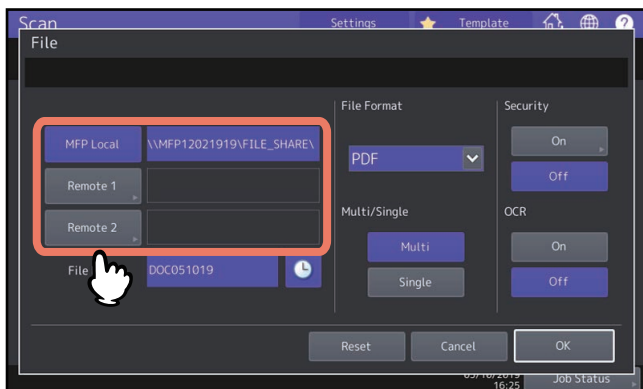 Scan
Settings
Template
File
File Format
Security
MFP Local
\\MFP12021919\FILE_SHARE\
On
PDF
Off
Remote 1
Multi/Single
OCR
Remote 2
Multi
On
File
DOC051019
Single
Off
Reset
Cancel
OK
16:25
Job Status